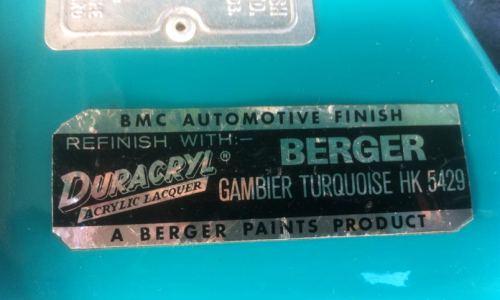 BMC AUTOMOTIVE FINISH
REFINISH WITH:-
DURACRYL®
ACRYLIC LACQUER
BERGER
GAMBIER TURQUOISE HK 5429
A BERGER PAINTS PRODUCT